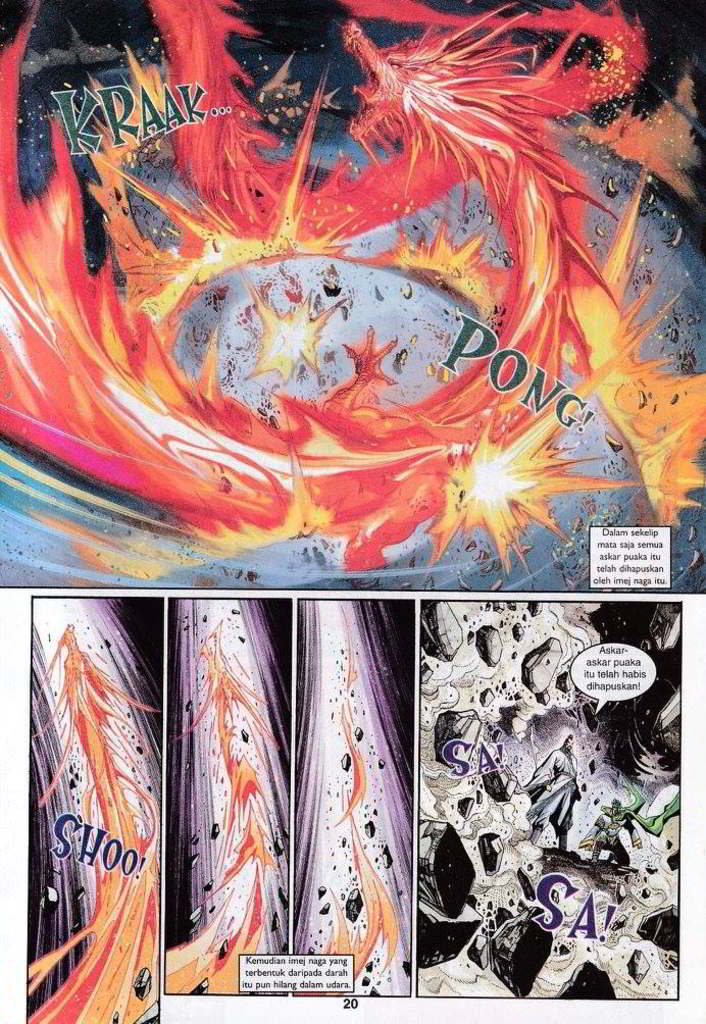 KRAAK...
PONG!
Dalam sekelip
mata saja semua
askar puaka itu
telah dihapuskan
oleh imej naga itu.
SHOO!
Kemudian imej naga yang
terbentuk daripada darah
itu pun hilang dalam udara.
Askar-
askar puaka
itu telah habis
dihapuskan!
SA!
SA!
20